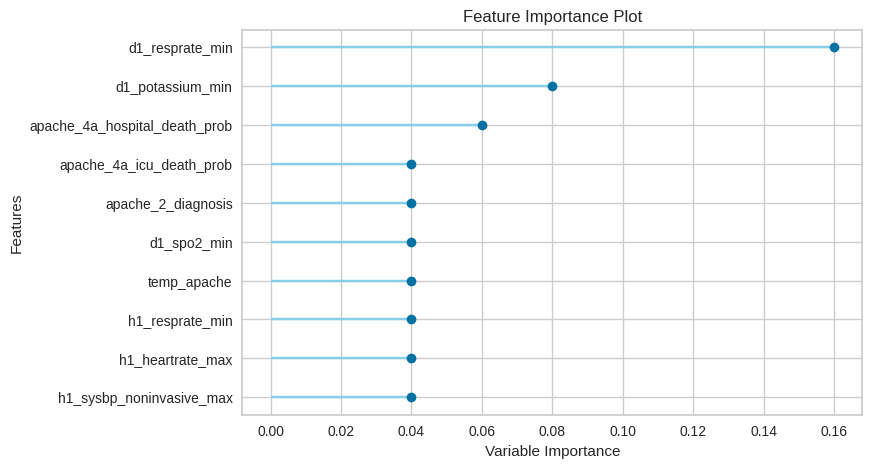 Feature Importance Plot
Features
d1_resprate_min
d1_potassium_min
apache_4a_hospital_death_prob
apache_4a_icu_death_prob
apache_2_diagnosis
d1_spo2_min
temp_apache
h1_resprate_min
h1_heartrate_max
h1_sysbp_noninvasive_max
0.00 0.02 0.04 0.06 0.08 0.10 0.12 0.14 0.16
Variable Importance